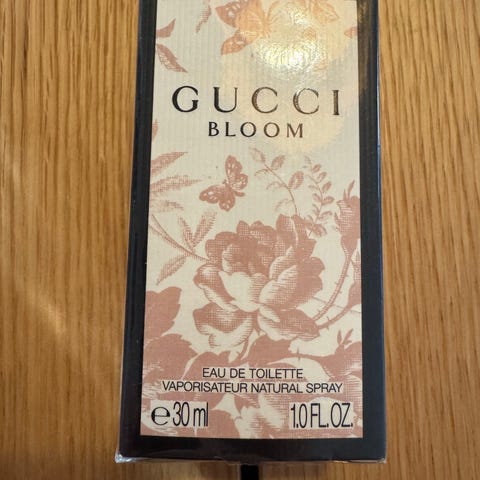 GUCCI
BLOOM
EAU DE TOILETTE
VAPORISATEUR NATURAL SPRAY
℮30 ml 1.0 FL.OZ.